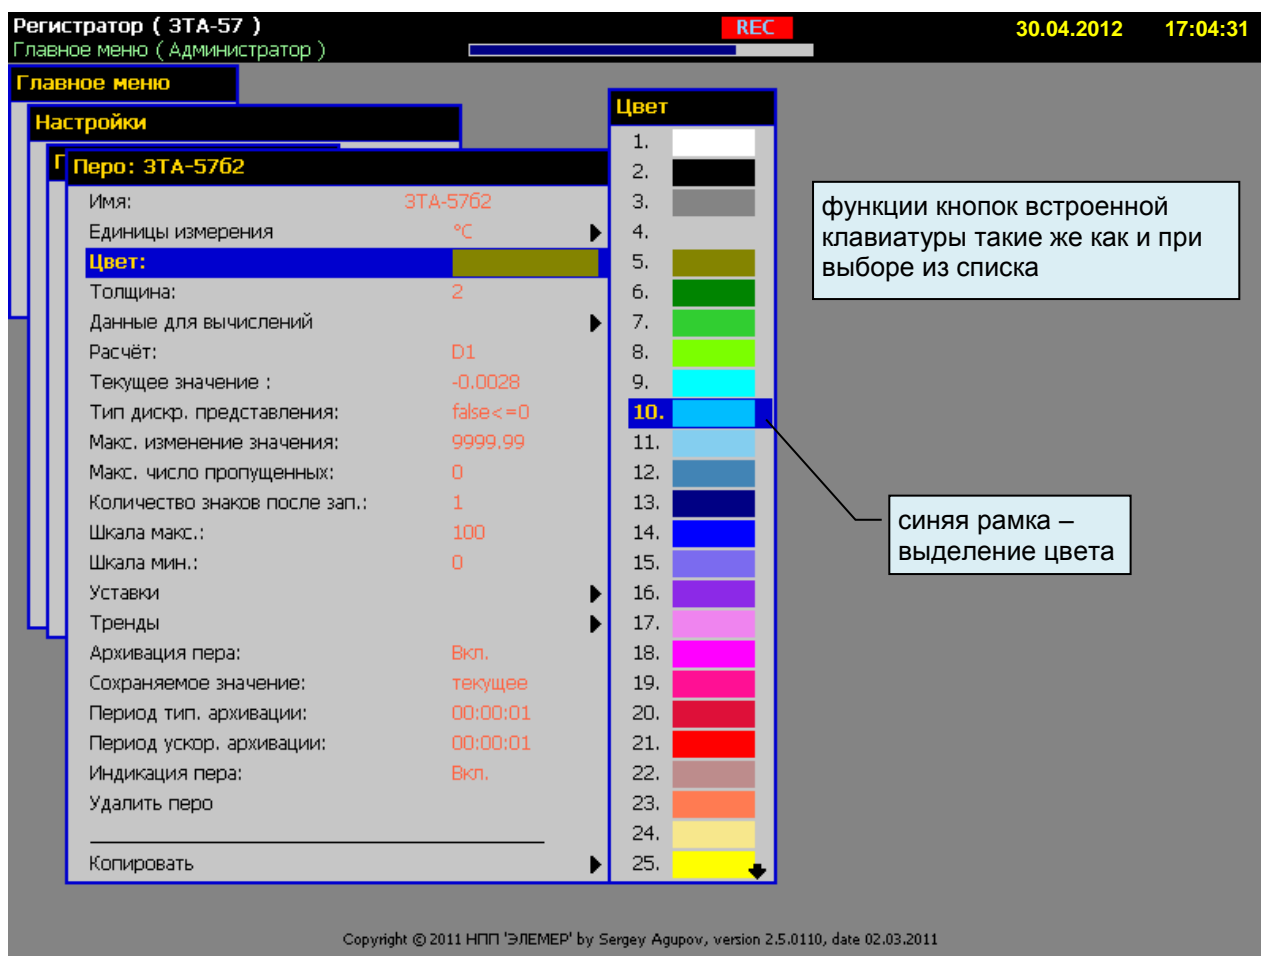 Регистратор ( ЗТА-57 )
REC
30.04.2012 17:04:31
Главное меню ( Администратор )
Главное меню
Настройки
Г
Перо: ЗТА-57б2
Имя: ЗТА-57б2
Единицы измерения °C
Цвет:
Толщина: 2
Данные для вычислений
Расчёт: D1
Текущее значение : -0.0028
Тип дискр. представления: false<=0
Макс. изменение значения: 9999.99
Макс. число пропущенных: 0
Количество знаков после зап.: 1
Шкала макс.: 100
Шкала мин.: 0
Уставки
Тренды
Архивация пера: Вкл.
Сохраняемое значение: текущее
Период тип. архивации: 00:00:01
Период ускор. архивации: 00:00:01
Индикация пера: Вкл.
Удалить перо
Копировать
Цвет
1.
2.
3.
4.
5.
6.
7.
8.
9.
10.
11.
12.
13.
14.
15.
16.
17.
18.
19.
20.
21.
22.
23.
24.
25.
функции кнопок встроенной
клавиатуры такие же как и при
выборе из списка
синяя рамка –
выделение цвета
Copyright © 2011 НПП 'ЭЛЕМЕР' by Sergey Agupov, version 2.5.0110, date 02.03.2011